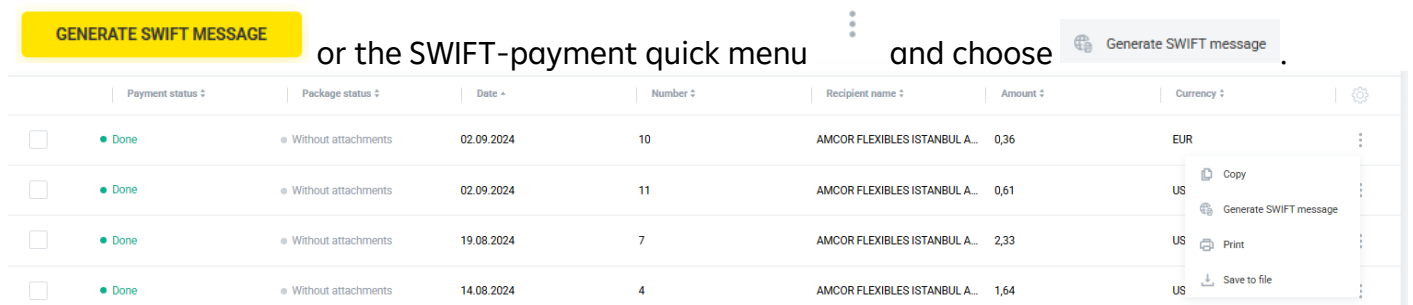 GENERATE SWIFT MESSAGE or the SWIFT-payment quick menu and choose Generate SWIFT message .
Payment status Package status Date Number Recipient name Amount Currency
Done Without attachments 02.09.2024 10 AMCOR FLEXIBLES ISTANBUL A... 0,36 EUR
Copy
Done Without attachments 02.09.2024 11 AMCOR FLEXIBLES ISTANBUL A... 0,61 US
Generate SWIFT message
Done Without attachments 19.08.2024 7 AMCOR FLEXIBLES ISTANBUL A... 2,33 US
Print
Save to file
Done Without attachments 14.08.2024 4 AMCOR FLEXIBLES ISTANBUL A... 1,64 US